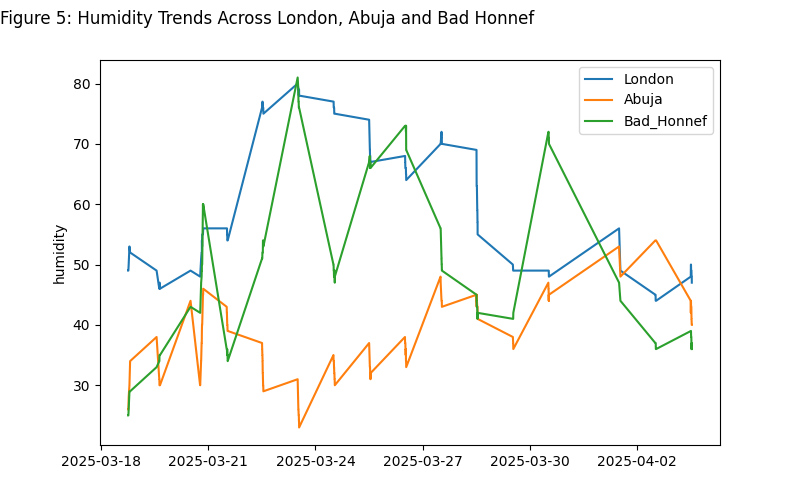 Figure 5: Humidity Trends Across London, Abuja and Bad Honnef
London
Abuja
Bad_Honnef
humidity
80
70
60
50
40
30
2025-03-18 2025-03-21 2025-03-24 2025-03-27 2025-03-30 2025-04-02